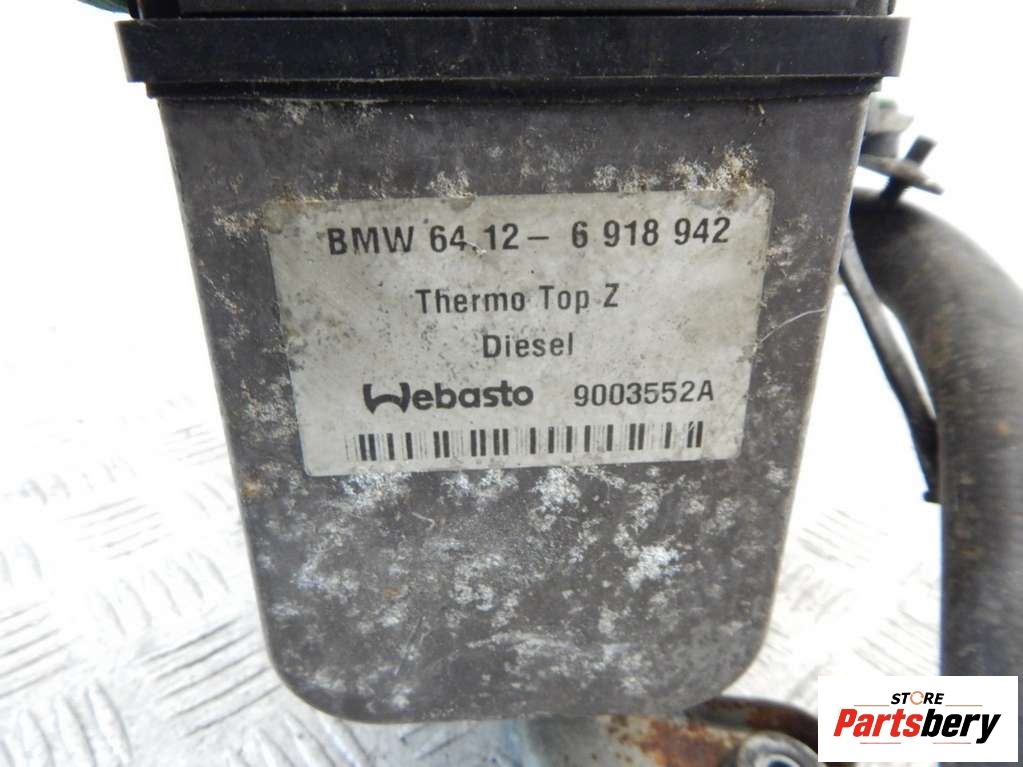 BMW 64.12 - 6 918 942
Thermo Top Z
Diesel
Webasto 9003552A
STORE
Partsbery